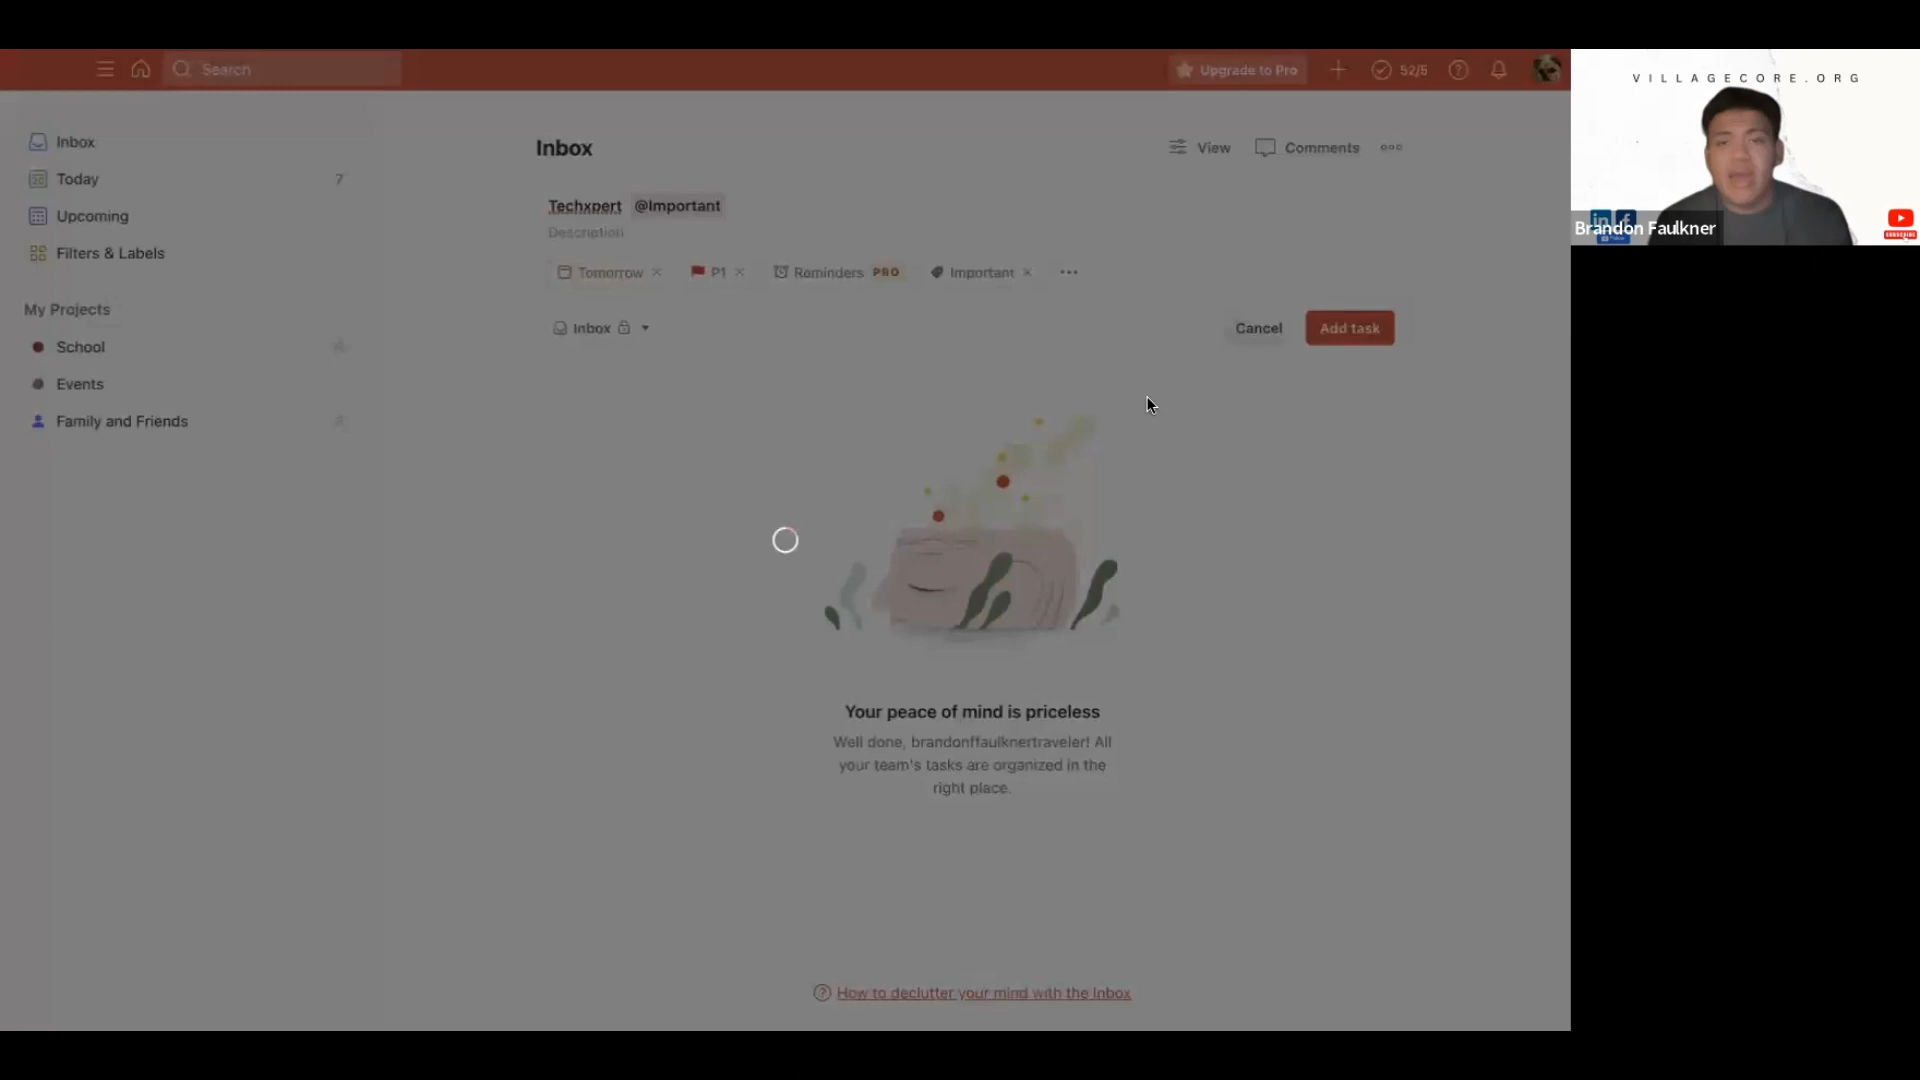 Search
Upgrade to Pro
52/5
Inbox
Today
7
Upcoming
Filters & Labels
My Projects
School
Events
Family and Friends
Inbox
View
Comments
Techxpert @Important
Description
Tomorrow
P1
Reminders PRO
Important
Inbox
Cancel
Add task
Your peace of mind is priceless
Well done, brandonffaulknertraveler! All
your team's tasks are organized in the
right place.
How to declutter your mind with the Inbox
VILLAGECORE.ORG
in f
Brandon Faulkner
SUBSCRIBE